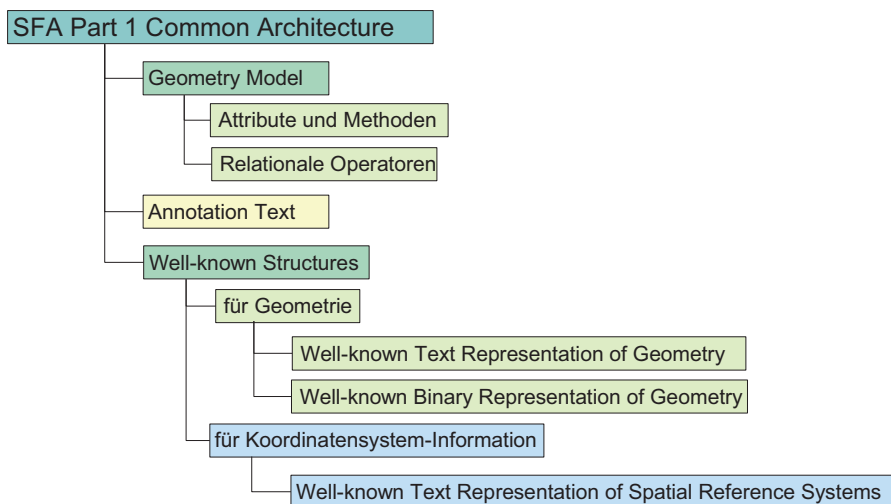 SFA Part 1 Common Architecture
Geometry Model
Attribute und Methoden
Relationale Operatoren
Annotation Text
Well-known Structures
für Geometrie
Well-known Text Representation of Geometry
Well-known Binary Representation of Geometry
für Koordinatensystem-Information
Well-known Text Representation of Spatial Reference Systems